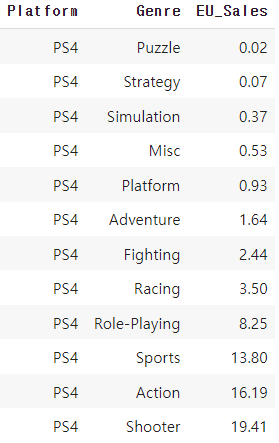 Platform Genre EU_Sales
PS4 Puzzle 0.02
PS4 Strategy 0.07
PS4 Simulation 0.37
PS4 Misc 0.53
PS4 Platform 0.93
PS4 Adventure 1.64
PS4 Fighting 2.44
PS4 Racing 3.50
PS4 Role-Playing 8.25
PS4 Sports 13.80
PS4 Action 16.19
PS4 Shooter 19.41